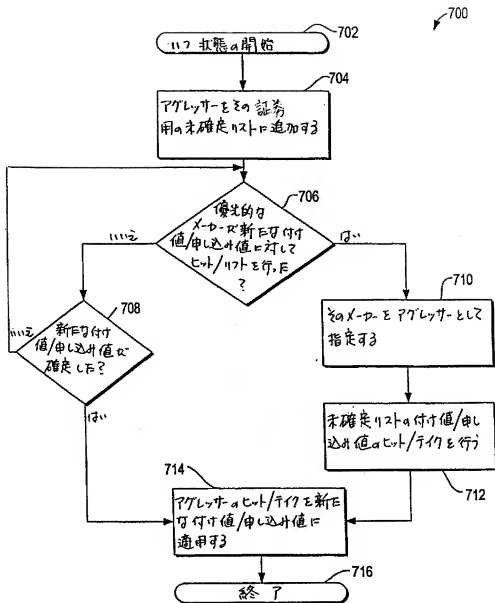 700
702
いつ状態の開始
704
アグレッサーをその証券
用の未確定リストに追加する
706
優先的な
メーカーが新たな付け
値/申し込み値に対して
ヒット/リフトを行った
?
いいえ
はい
708
新たな付け
値/申し込み値が
確定した?
いいえ
はい
710
そのメーカーをアグレッサーとして
指定する
未確定リストの付け値/申し
込み値のヒット/テイクを行う
712
714
アグレッサーのヒット/テイクを新た
な付け値/申し込み値に
適用する
716
終了